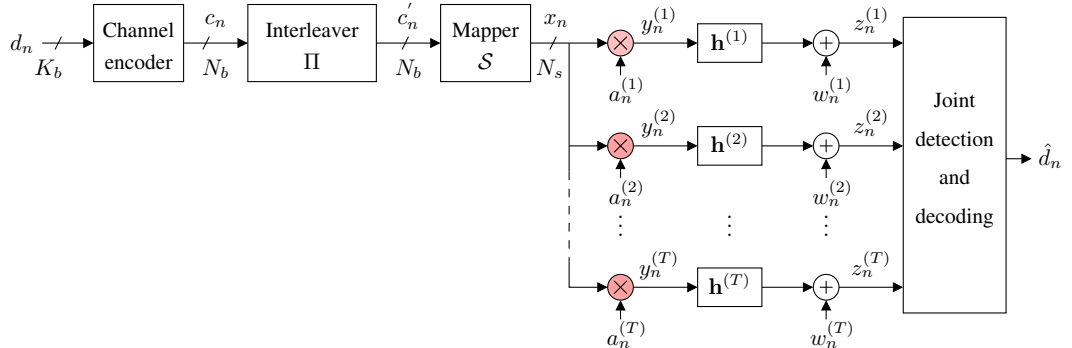 d_n
K_b
Channel
encoder
c_n
N_b
Interleaver
Π
c_n^'
N_b
Mapper
𝒮
x_n
N_s
×
a_n^{(1)}
y_n^{(1)}
h^{(1)}
+
w_n^{(1)}
z_n^{(1)}
×
a_n^{(2)}
y_n^{(2)}
h^{(2)}
+
w_n^{(2)}
z_n^{(2)}
⋮ ⋮ ⋮
×
a_n^{(T)}
y_n^{(T)}
h^{(T)}
+
w_n^{(T)}
z_n^{(T)}
Joint
detection
and
decoding
\hat{d}_n